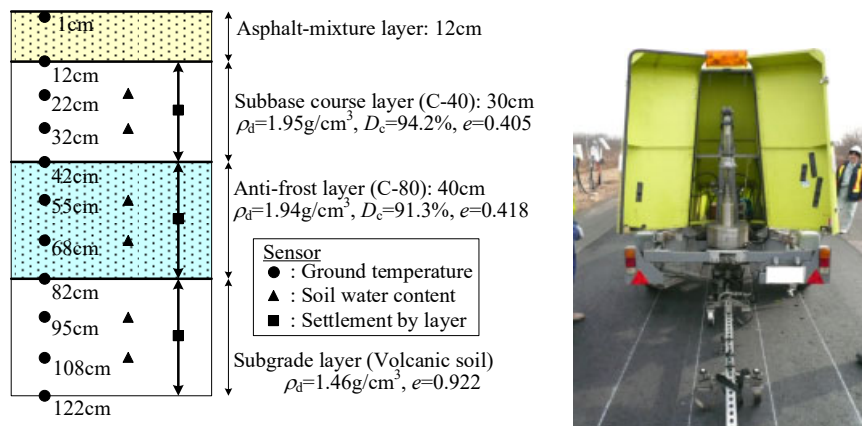 1cm
Asphalt-mixture layer: 12cm
12cm
22cm
32cm
Subbase course layer (C-40): 30cm
ρd=1.95g/cm³, Dc=94.2%, e=0.405
42cm
55cm
68cm
Anti-frost layer (C-80): 40cm
ρd=1.94g/cm³, Dc=91.3%, e=0.418
Sensor
● : Ground temperature
▲ : Soil water content
■ : Settlement by layer
82cm
95cm
108cm
122cm
Subgrade layer (Volcanic soil)
ρd=1.46g/cm³, e=0.922